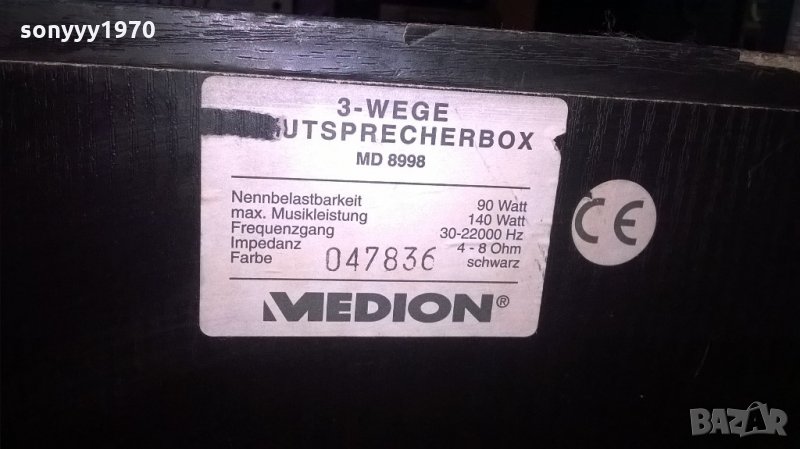 sonyyy1970
3-WEGE
UTSPRECHERBOX
MD 8998
Nennbelastbarkeit 90 Watt
max. Musikleistung 140 Watt
Frequenzgang 30-22000 Hz
Impedanz 4 - 8 Ohm
Farbe 047836 schwarz
MEDION®
CE
BAZAR